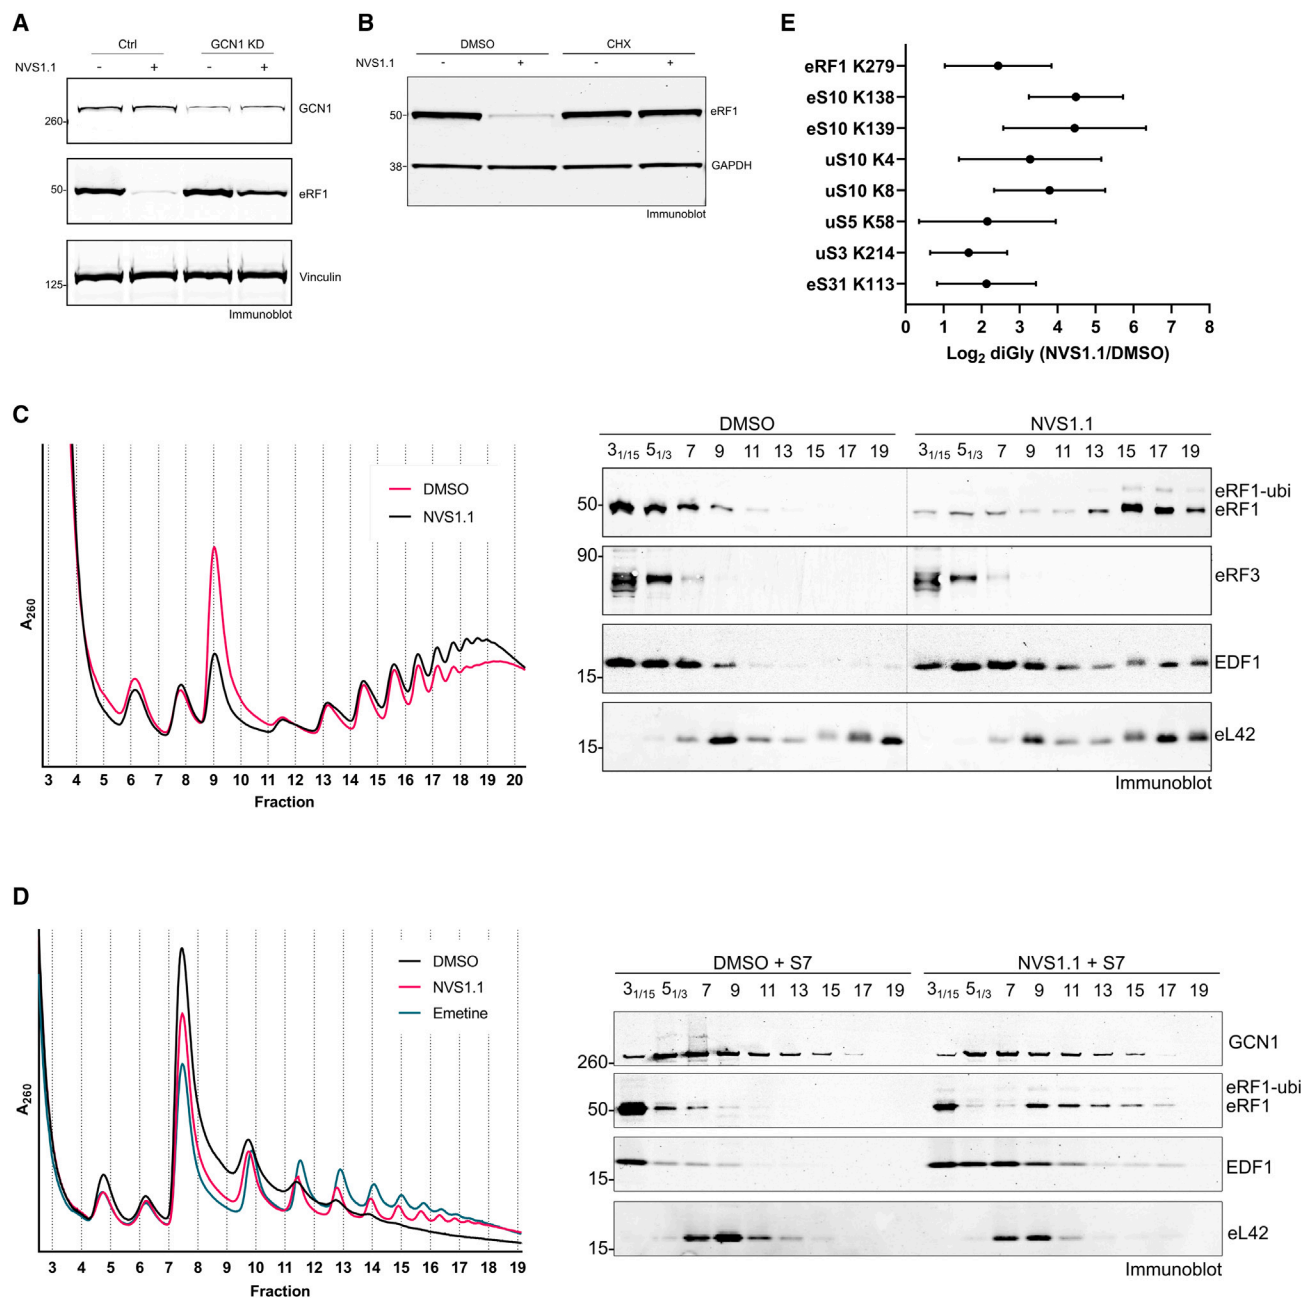 A
Ctrl GCN1 KD
NVS1.1 - + - +
260- GCN1
50- eRF1
125- Vinculin
Immunoblot
B
DMSO CHX
NVS1.1 - + - +
50- eRF1
38- GAPDH
Immunoblot
E
eRF1 K279
eS10 K138
eS10 K139
uS10 K4
uS10 K8
uS5 K58
uS3 K214
eS31 K113
0 1 2 3 4 5 6 7 8
Log2 diGly (NVS1.1/DMSO)
C
DMSO
NVS1.1
A260
3 4 5 6 7 8 9 10 11 12 13 14 15 16 17 18 19 20
Fraction
DMSO NVS1.1
31/15 51/3 7 9 11 13 15 17 19 31/15 51/3 7 9 11 13 15 17 19
eRF1-ubi
50- eRF1
90-
eRF3
EDF1
15-
eL42
15-
Immunoblot
D
DMSO
NVS1.1
Emetine
A260
3 4 5 6 7 8 9 10 11 12 13 14 15 16 17 18 19
Fraction
DMSO + S7 NVS1.1 + S7
31/15 51/3 7 9 11 13 15 17 19 31/15 51/3 7 9 11 13 15 17 19
GCN1
260-
eRF1-ubi
50- eRF1
EDF1
15-
eL42
15-
Immunoblot